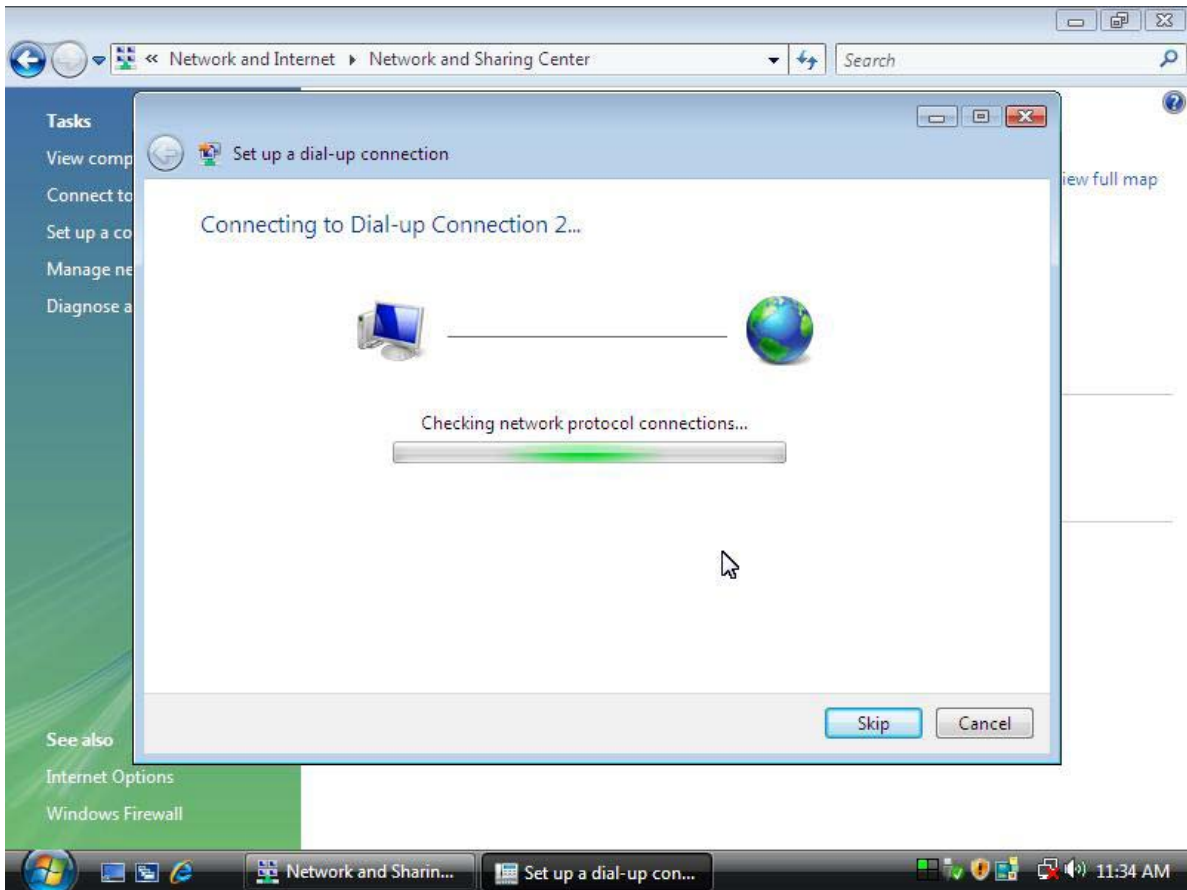 « Network and Internet ▸ Network and Sharing Center
Search
Tasks
View comp
Connect to
Set up a co
Manage ne
Diagnose a
See also
Internet Options
Windows Firewall
iew full map
Set up a dial-up connection
Connecting to Dial-up Connection 2...
Checking network protocol connections...
Skip
Cancel
Network and Sharin...
Set up a dial-up con...
11:34 AM